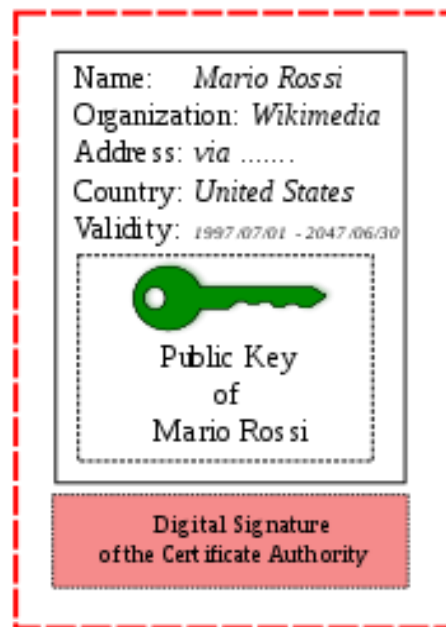 Name: Mario Rossi
Organization: Wikimedia
Address: via .......
Country: United States
Validity: 1997/07/01 - 2047/06/30
Public Key
of
Mario Rossi
Digital Signature
of the Certificate Authority